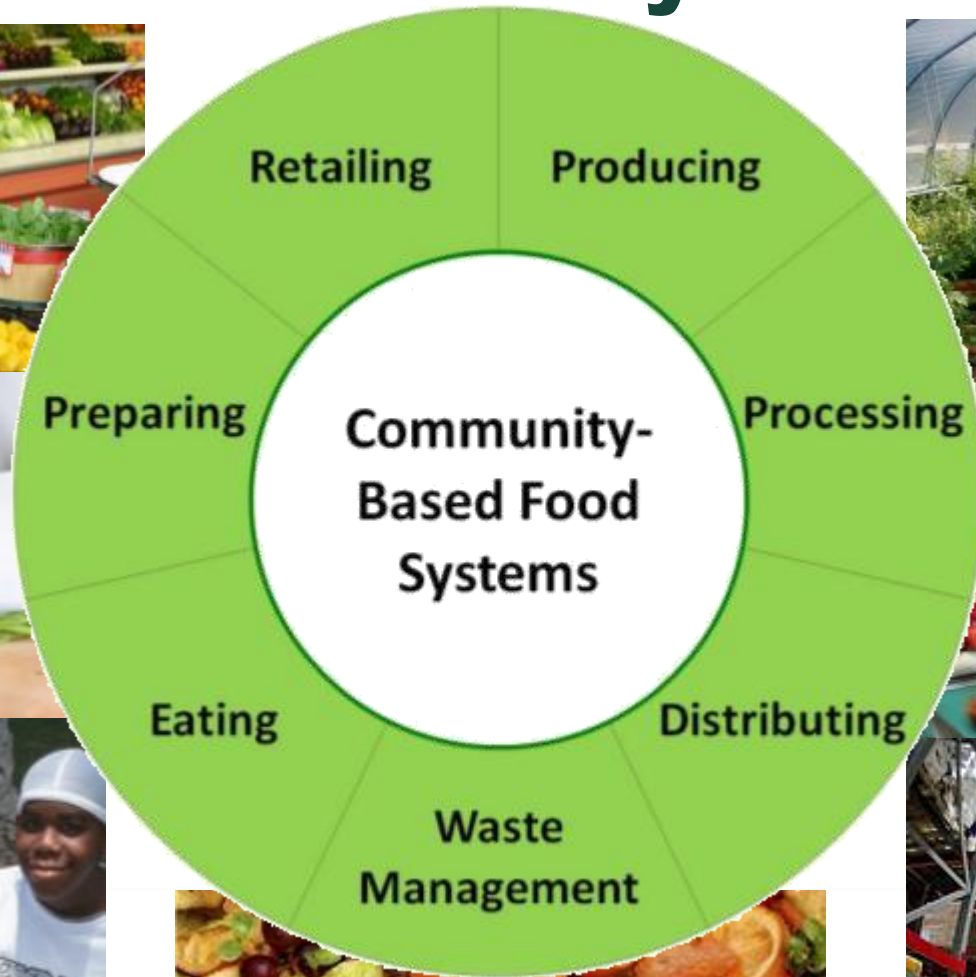 Retailing
Producing
Preparing
Processing
Community-
Based Food
Systems
Eating
Distributing
Waste
Management